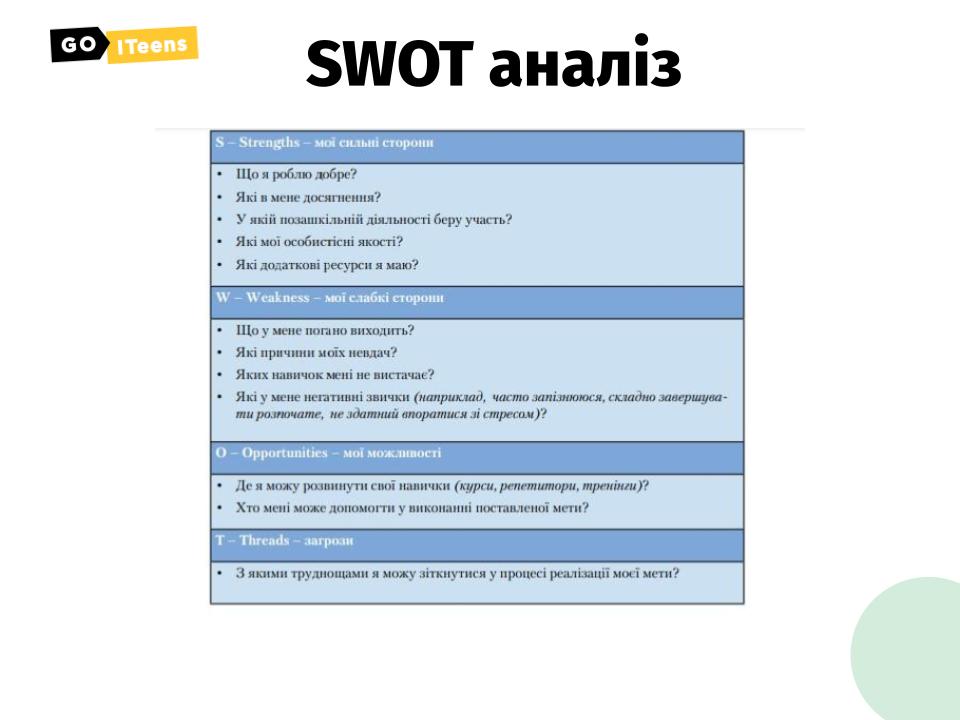 GO ITeens
SWOT аналіз
S – Strengths – мої сильні сторони
• Що я роблю добре?
• Які в мене досягнення?
• У якій позашкільній діяльності беру участь?
• Які мої особистісні якості?
• Які додаткові ресурси я маю?
W – Weakness – мої слабкі сторони
• Що у мене погано виходить?
• Які причини моїх невдач?
• Яких навичок мені не вистачає?
• Які у мене негативні звички (наприклад, часто запізнююся, складно завершува-
ти розпочате, не здатний впоратися зі стресом)?
O – Opportunities – мої можливості
• Де я можу розвинути свої навички (курси, репетитори, тренінги)?
• Хто мені може допомогти у виконанні поставленої мети?
T – Threads – загрози
• З якими труднощами я можу зіткнутися у процесі реалізації моєї мети?